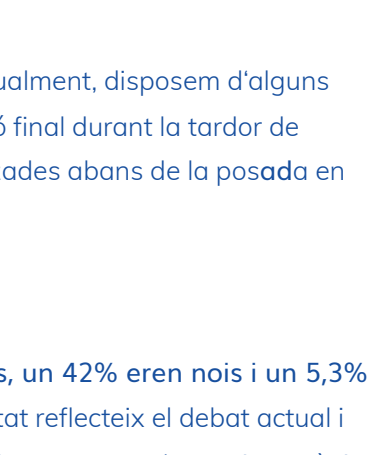 ualment, disposem d‘alguns
ó final durant la tardor de
ades abans de la posada en
s, un 42% eren nois i un 5,3%
tat reflecteix el debat actual i